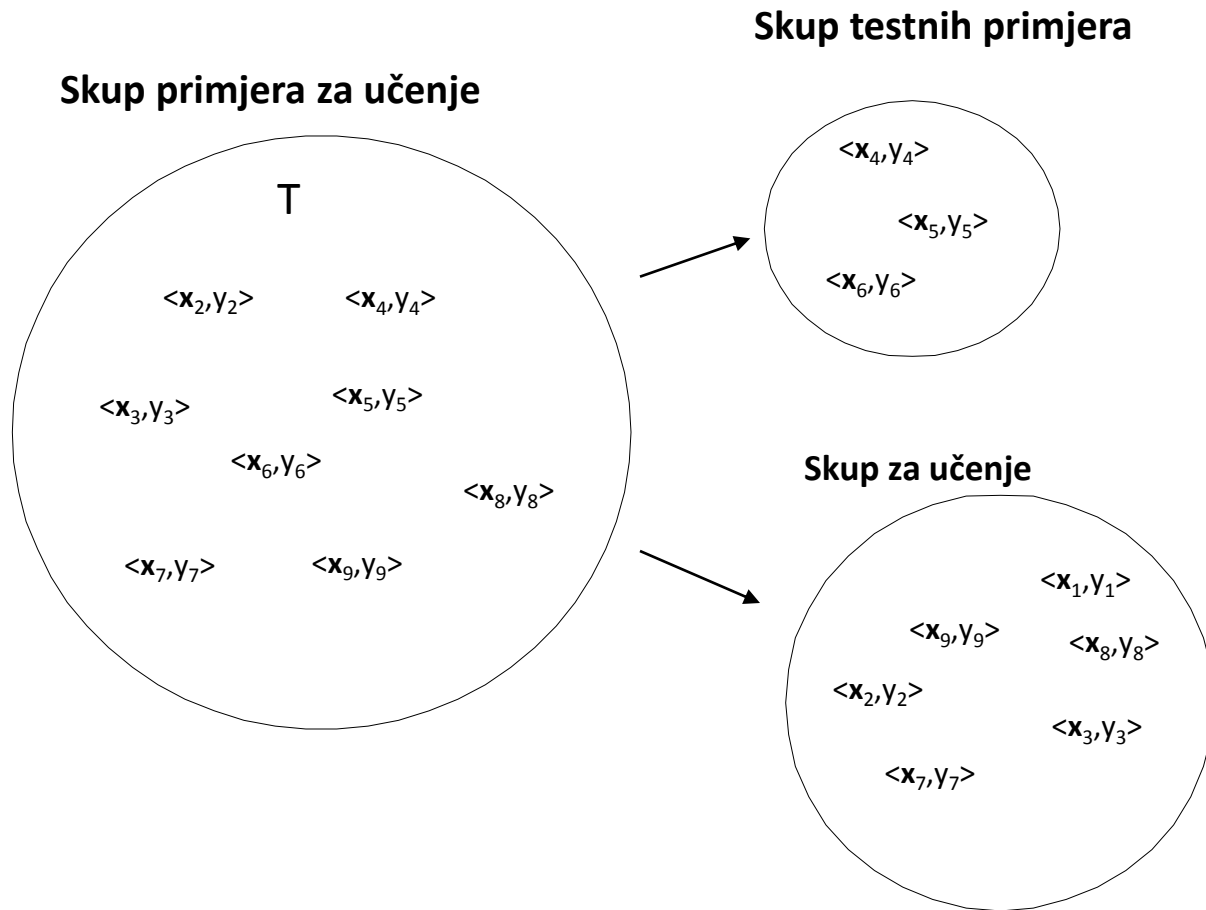 Skup testnih primjera
Skup primjera za učenje
T
<x₂,y₂> <x₄,y₄>
<x₃,y₃> <x₅,y₅>
<x₆,y₆>
<x₈,y₈>
<x₇,y₇> <x₉,y₉>
<x₄,y₄>
<x₅,y₅>
<x₆,y₆>
Skup za učenje
<x₁,y₁>
<x₉,y₉> <x₈,y₈>
<x₂,y₂>
<x₃,y₃>
<x₇,y₇>